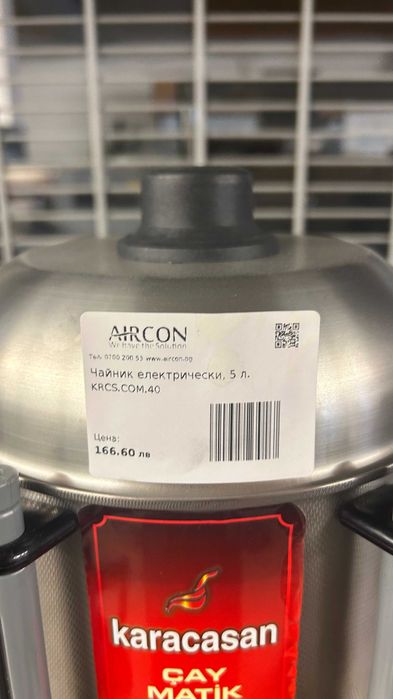 AIRCON
We have the Solution
Тел. 0700 200 53 www.aircon.bg
Чайник електрически, 5 л.
KRCS.COM.40
Цена:
166.60 лв
karacasan
ÇAY
MATİK